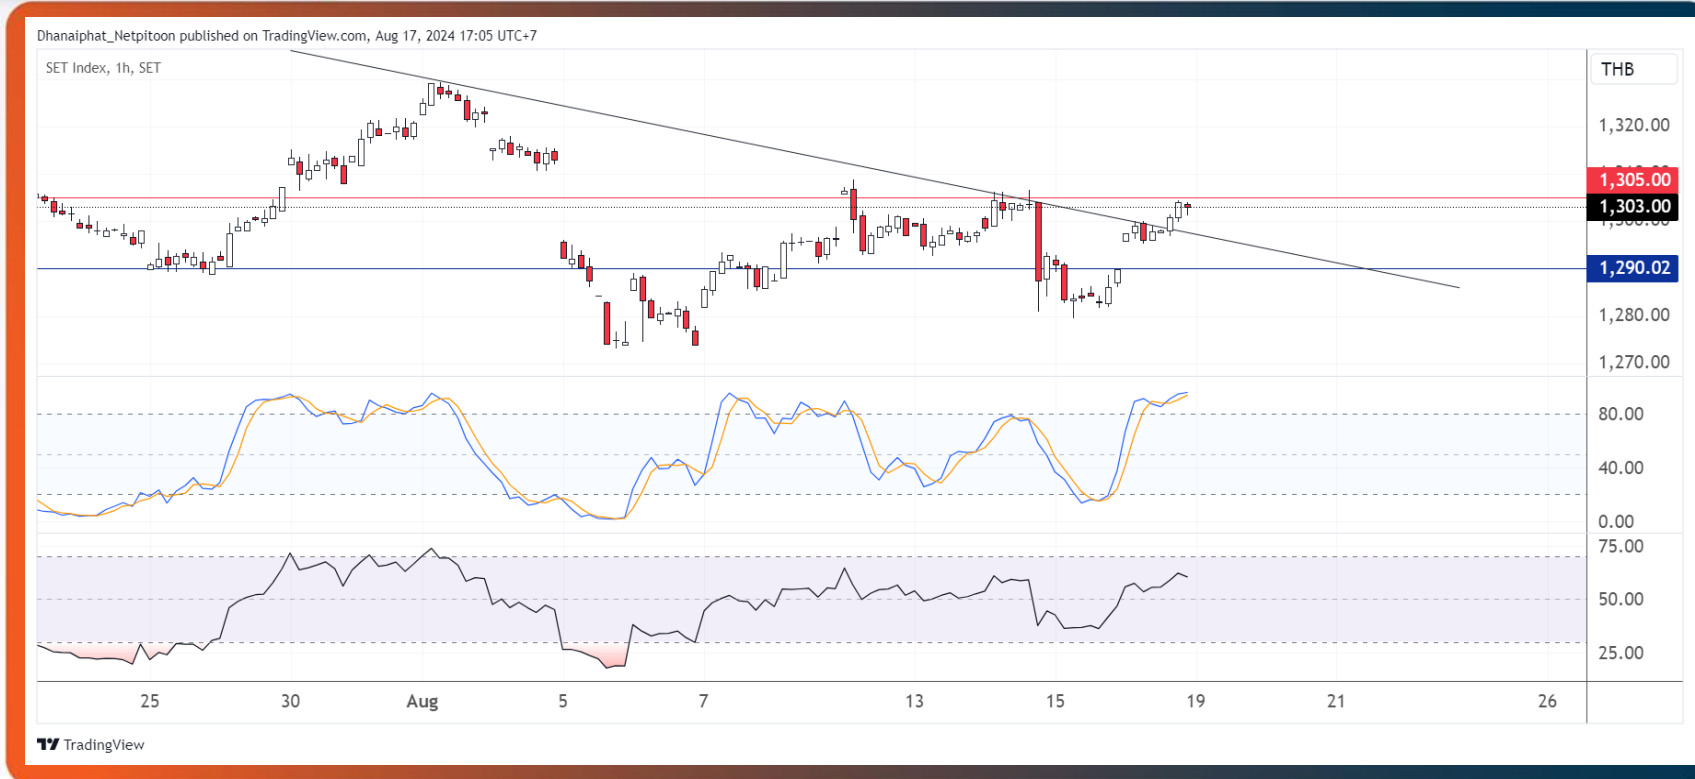 Dhanaiphat_Netpitoon published on TradingView.com, Aug 17, 2024 17:05 UTC+7
SET Index, 1h, SET
THB
1,320.00
1,305.00
1,303.00
1,290.02
1,280.00
1,270.00
80.00
40.00
0.00
75.00
50.00
25.00
25 30 Aug 5 7 13 15 19 21 26
TradingView